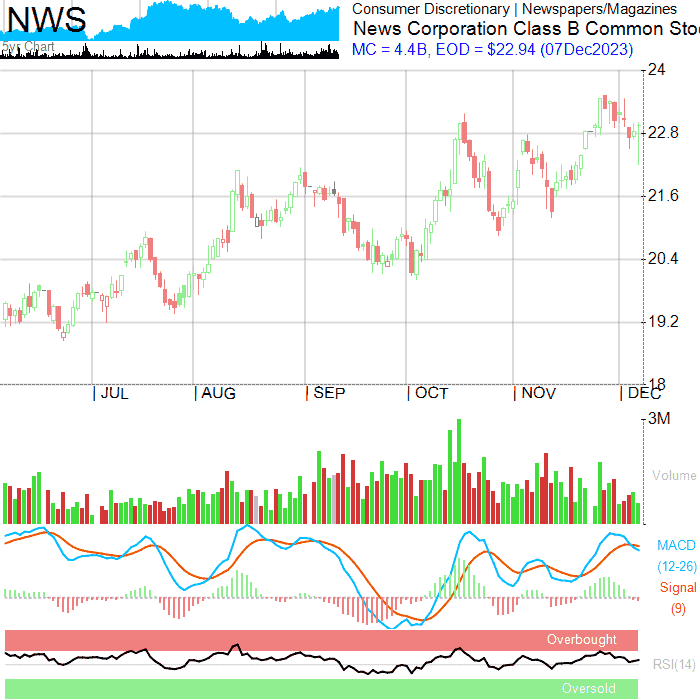 NWS
5yr Chart
Consumer Discretionary | Newspapers/Magazines
News Corporation Class B Common Sto
MC = 4.4B, EOD = $22.94 (07Dec2023)
24
22.8
21.6
20.4
19.2
18
| JUL | AUG | SEP | OCT | NOV | DEC
3M
Volume
MACD
(12-26)
Signal
(9)
Overbought
RSI(14)
Oversold